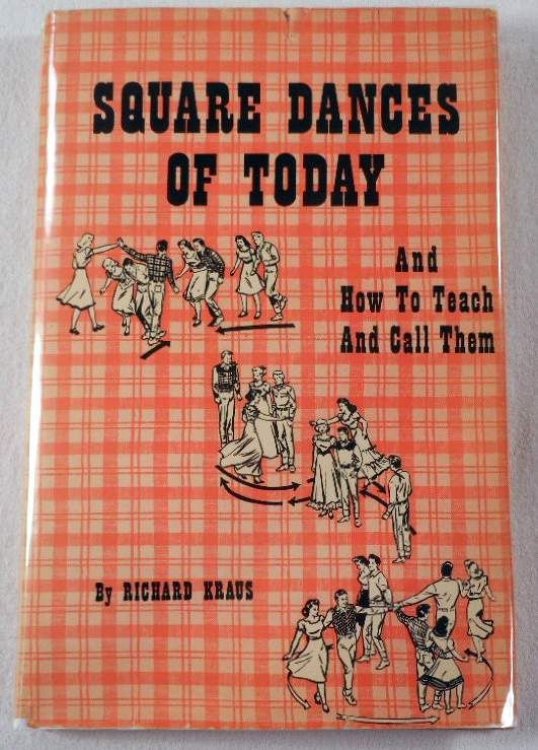 SQUARE DANCES
OF TODAY
And
How To Teach
And Call Them
By RICHARD KRAUS